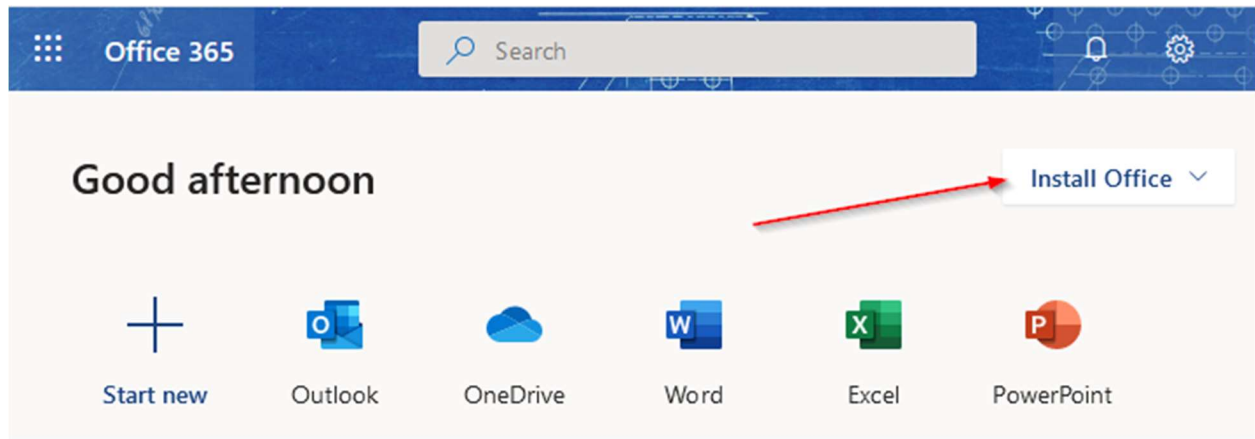 Office 365
Search
Good afternoon
Install Office
O
W
X
P
Start new
Outlook
OneDrive
Word
Excel
PowerPoint